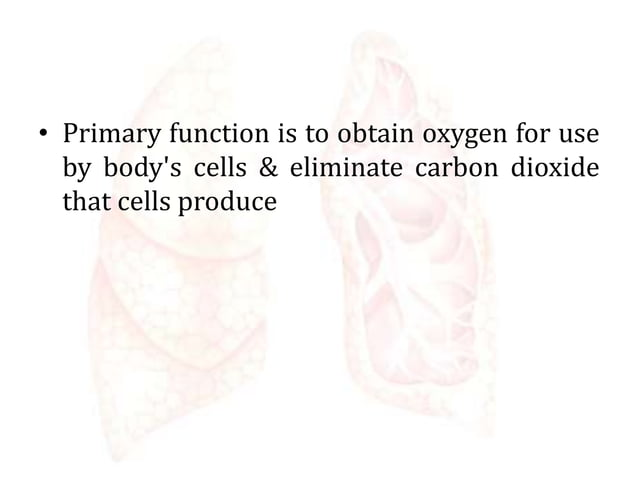 • Primary function is to obtain oxygen for use
by body's cells & eliminate carbon dioxide
that cells produce